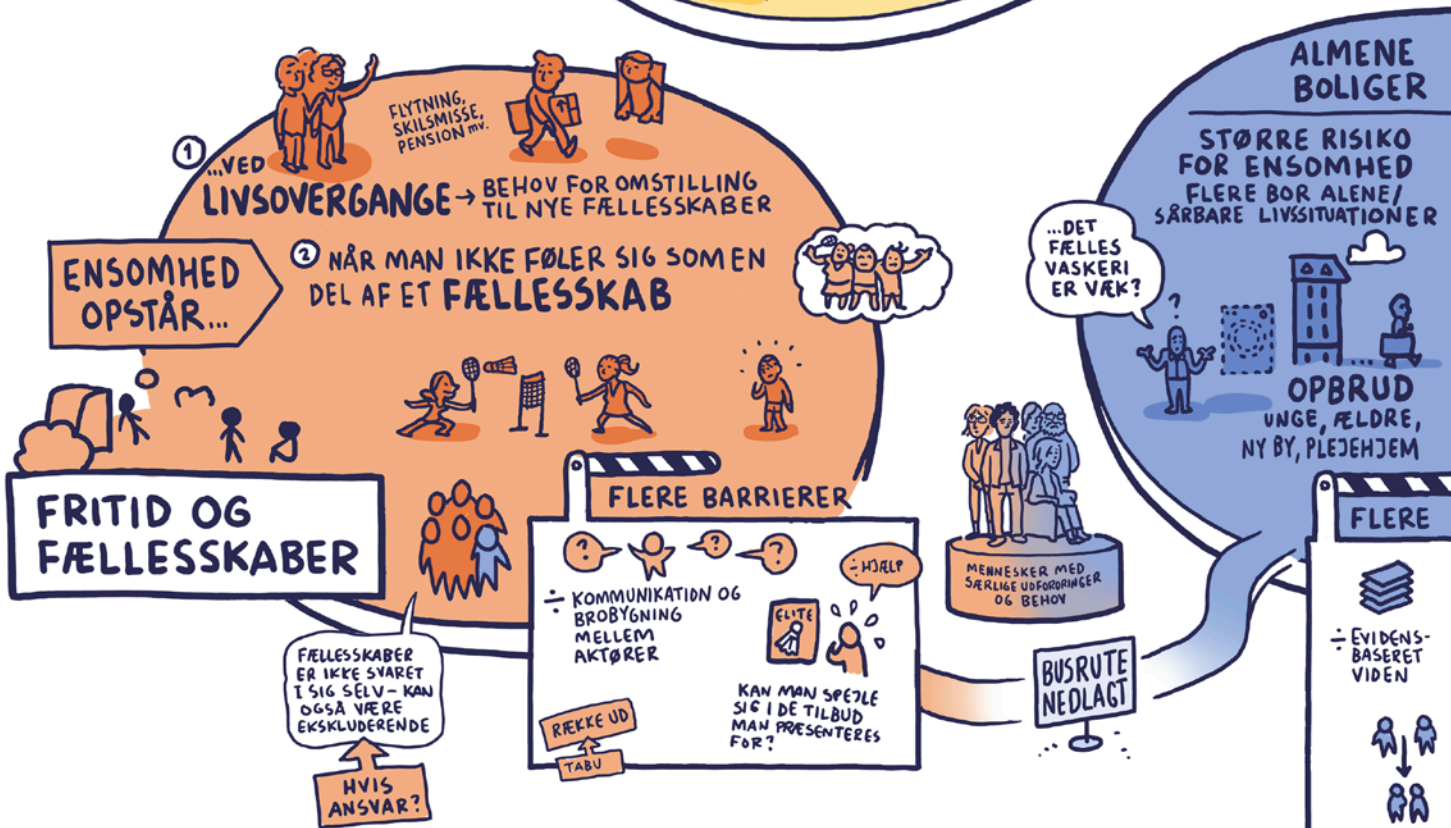 FLYTNING,
SKILSMISSE,
PENSION mv.
1
...VED
LIVSOVERGANGE → BEHOV FOR OMSTILLING
TIL NYE FÆLLESSKABER
ENSOMHED
OPSTÅR...
2 NÅR MAN IKKE FØLER SIG SOM EN
DEL AF ET FÆLLESSKAB
FRITID OG
FÆLLESSKABER
FÆLLESSKABER
ER IKKE SVARET
I SIG SELV – KAN
OGSÅ VÆRE
EKSKLUDERENDE
HVIS
ANSVAR?
FLERE BARRIERER
? ? ?
÷ KOMMUNIKATION OG
BROBYGNING
MELLEM
AKTØRER
RÆKKE UD
TABU
÷ HJÆLP
ELITE
KAN MAN SPEJLE
SIG I DE TILBUD
MAN PRÆSENTERES
FOR?
MENNESKER MED
SÆRLIGE UDFORDRINGER
OG BEHOV
BUSRUTE
NEDLAGT
ALMENE
BOLIGER
STØRRE RISIKO
FOR ENSOMHED
FLERE BOR ALENE/
SÅRBARE LIVSSITUATIONER
...DET
FÆLLES
VASKERI
ER VÆK?
?
OPBRUD
UNGE, ÆLDRE,
NY BY, PLEJEHJEM
FLERE
÷ EVIDENS-
BASERET
VIDEN